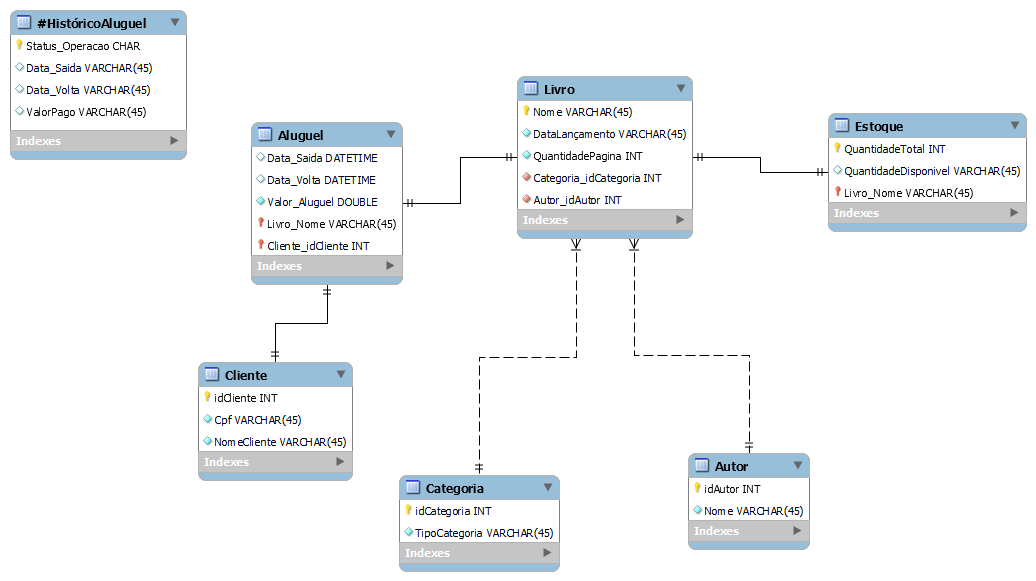 #HistóricoAluguel
Status_Operacao CHAR
Data_Saida VARCHAR(45)
Data_Volta VARCHAR(45)
ValorPago VARCHAR(45)
Indexes
Aluguel
Data_Saida DATETIME
Data_Volta DATETIME
Valor_Aluguel DOUBLE
Livro_Nome VARCHAR(45)
Cliente_idCliente INT
Indexes
Livro
Nome VARCHAR(45)
DataLançamento VARCHAR(45)
QuantidadePagina INT
Categoria_idCategoria INT
Autor_idAutor INT
Indexes
Estoque
QuantidadeTotal INT
QuantidadeDisponivel VARCHAR(45)
Livro_Nome VARCHAR(45)
Indexes
Cliente
idCliente INT
Cpf VARCHAR(45)
NomeCliente VARCHAR(45)
Indexes
Categoria
idCategoria INT
TipoCategoria VARCHAR(45)
Indexes
Autor
idAutor INT
Nome VARCHAR(45)
Indexes